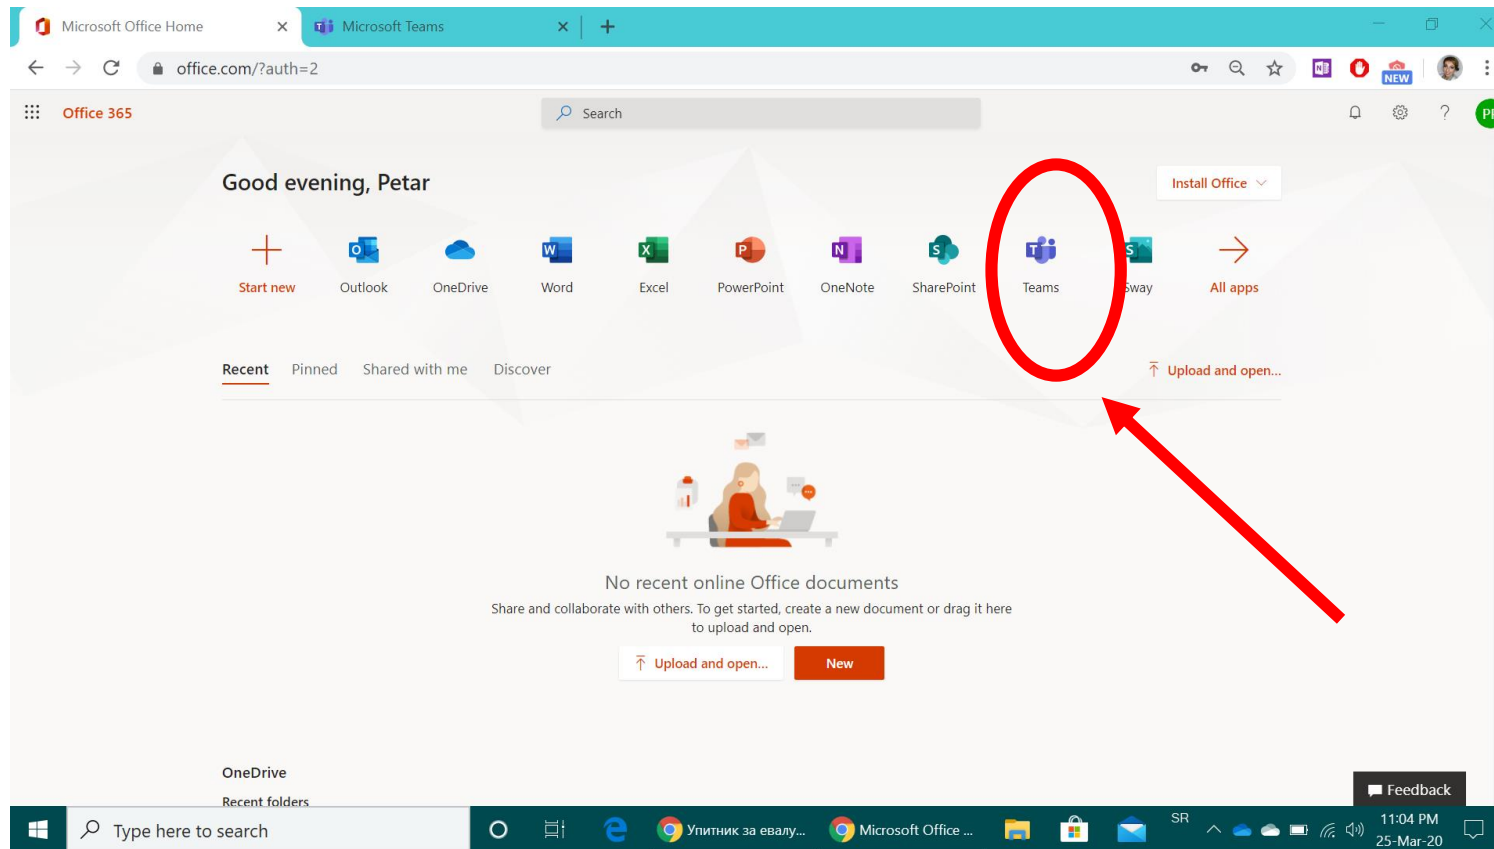 Microsoft Office Home
Microsoft Teams
office.com/?auth=2
NEW
Office 365
Search
Good evening, Petar
Install Office
Start new
Outlook
OneDrive
Word
Excel
PowerPoint
OneNote
SharePoint
Teams
Sway
All apps
Recent
Pinned
Shared with me
Discover
Upload and open...
No recent online Office documents
Share and collaborate with others. To get started, create a new document or drag it here
to upload and open.
Upload and open...
New
OneDrive
Recent folders
Feedback
Type here to search
Упитник за евалу...
Microsoft Office ...
SR
11:04 PM
25-Mar-20